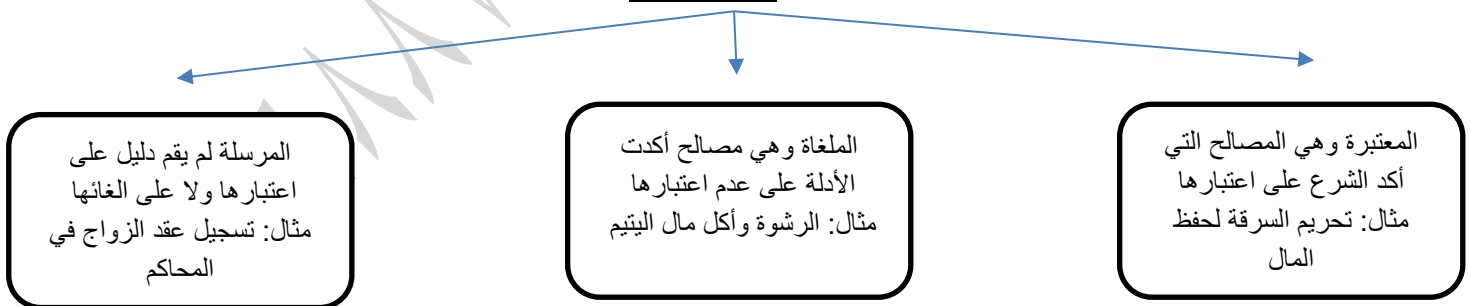 المعتبرة وهي المصالح التي
أكد الشرع على اعتبارها
مثال: تحريم السرقة لحفظ
المال
الملغاة وهي مصالح أكدت
الأدلة على عدم اعتبارها
مثال: الرشوة وأكل مال اليتيم
المرسلة لم يقم دليل على
اعتبارها ولا على الغائها
مثال: تسجيل عقد الزواج في
المحاكم